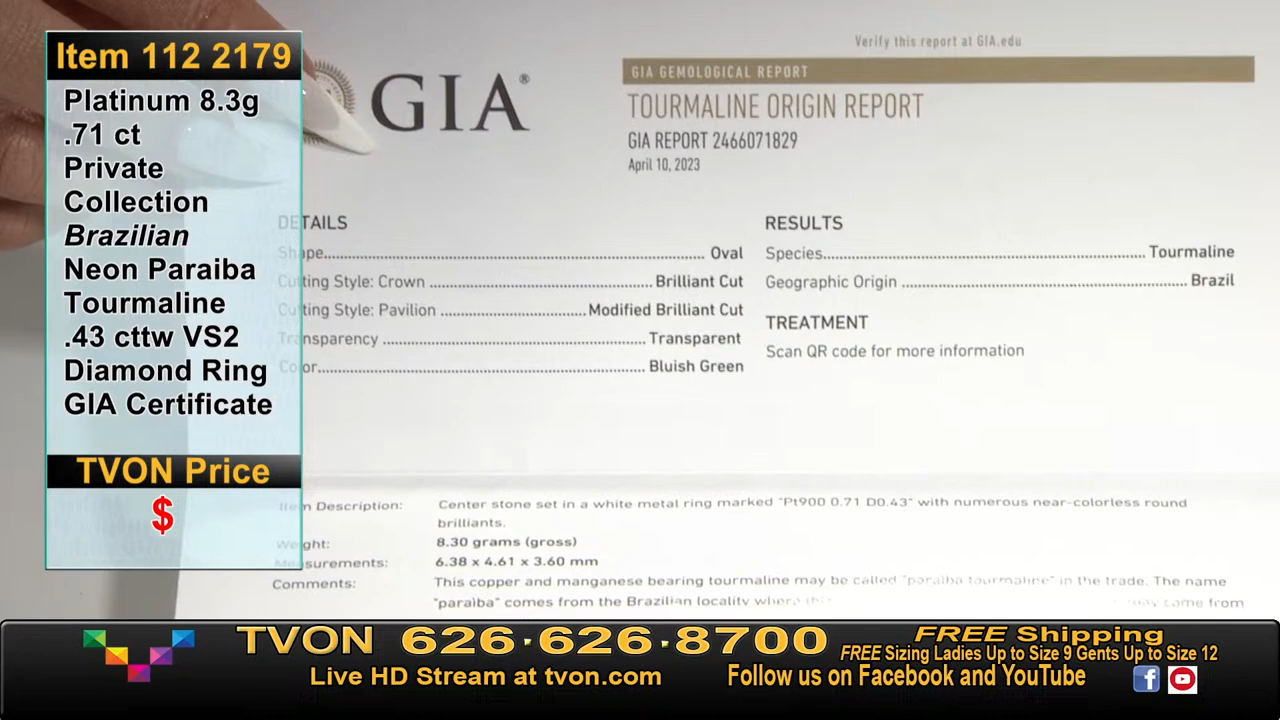 Item 112 2179
Platinum 8.3g
.71 ct
Private
Collection
Brazilian
Neon Paraiba
Tourmaline
.43 cttw VS2
Diamond Ring
GIA Certificate
TVON Price
$
GIA®
Verify this report at GIA.edu
GIA GEMOLOGICAL REPORT
TOURMALINE ORIGIN REPORT
GIA REPORT 2466071829
April 10, 2023
DETAILS
Shape Oval
Cutting Style: Crown Brilliant Cut
Cutting Style: Pavilion Modified Brilliant Cut
Transparency Transparent
Color Bluish Green
RESULTS
Species Tourmaline
Geographic Origin Brazil
TREATMENT
Scan QR code for more information
Item Description: Center stone set in a white metal ring marked "Pt900 0.71 D0.43" with numerous near-colorless round
brilliants.
Weight: 8.30 grams (gross)
Measurements: 6.38 x 4.61 x 3.60 mm
Comments: This copper and manganese bearing tourmaline may be called "paraiba tourmaline" in the trade. The name
"paraiba" comes from the Brazilian locality where this may come from
TVON 626-626-8700
Live HD Stream at tvon.com
FREE Shipping
FREE Sizing Ladies Up to Size 9 Gents Up to Size 12
Follow us on Facebook and YouTube